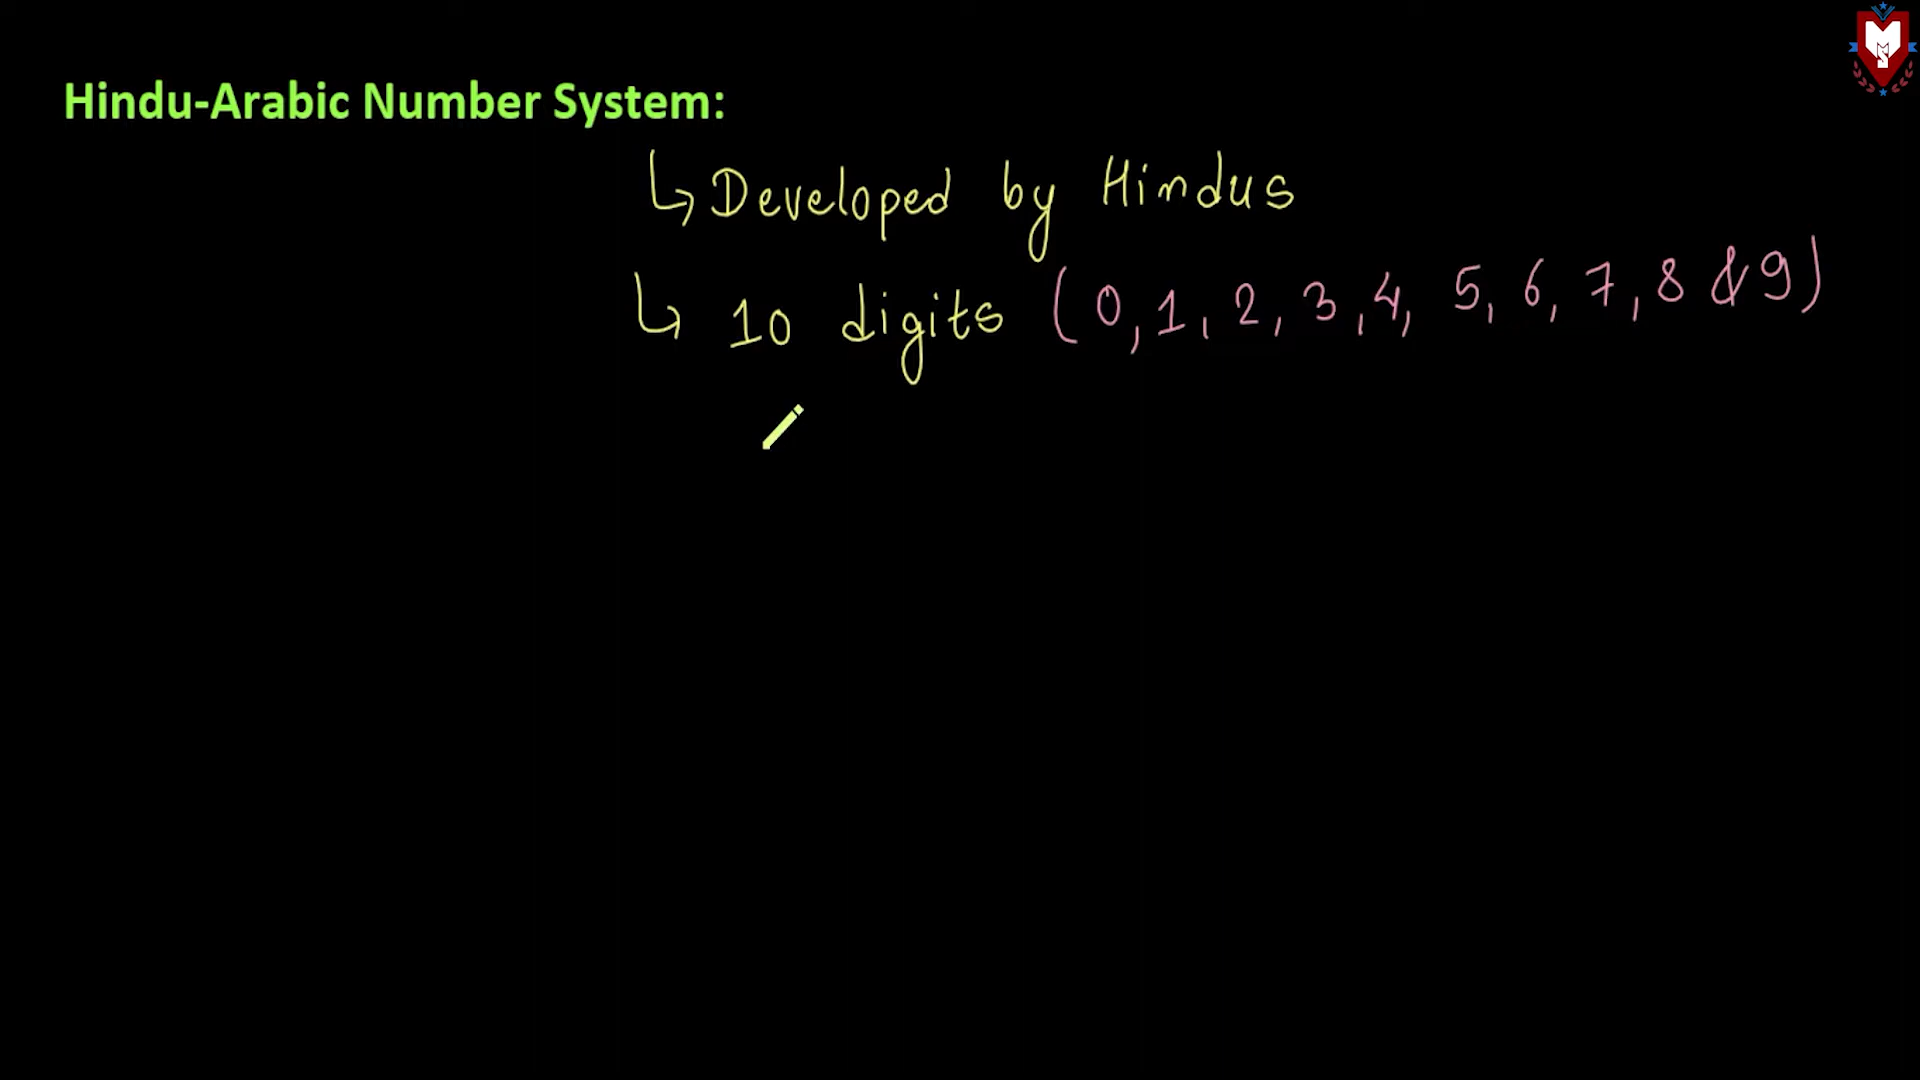 Hindu-Arabic Number System:
↳ Developed by Hindus
↳ 10 digits (0, 1, 2, 3, 4, 5, 6, 7, 8 & 9)